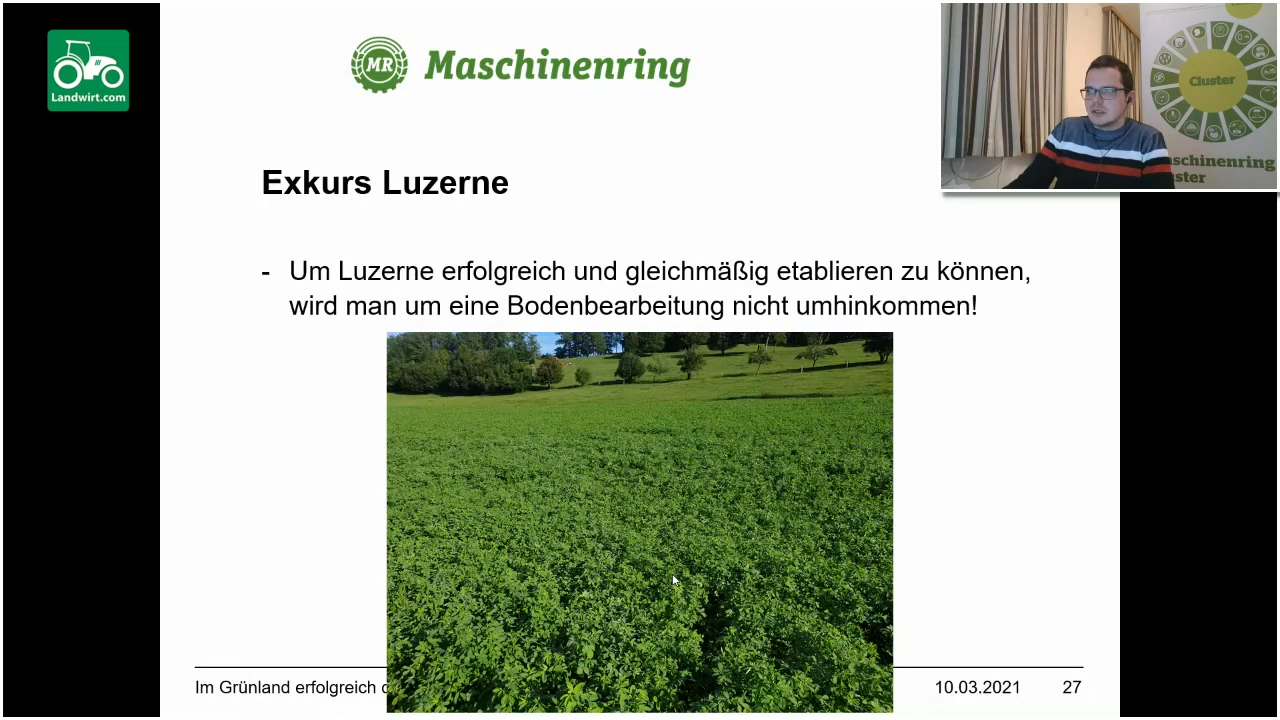 Landwirt.com
MR Maschinenring
Cluster
aschinenring
ster
Exkurs Luzerne
- Um Luzerne erfolgreich und gleichmäßig etablieren zu können,
wird man um eine Bodenbearbeitung nicht umhinkommen!
Im Grünland erfolgreich
10.03.2021
27